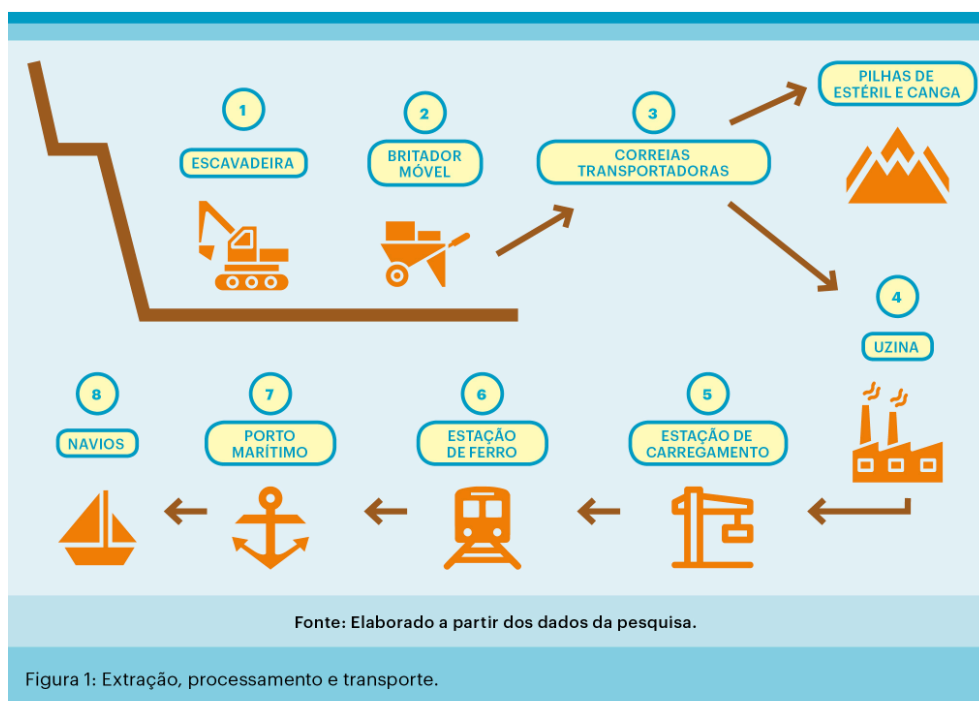 1
ESCAVADEIRA
2
BRITADOR
MÓVEL
3
CORREIAS
TRANSPORTADORAS
PILHAS DE
ESTÉRIL E CANGA
4
UZINA
8
NAVIOS
7
PORTO
MARÍTIMO
6
ESTAÇÃO
DE FERRO
5
ESTAÇÃO DE
CARREGAMENTO
Fonte: Elaborado a partir dos dados da pesquisa.
Figura 1: Extração, processamento e transporte.